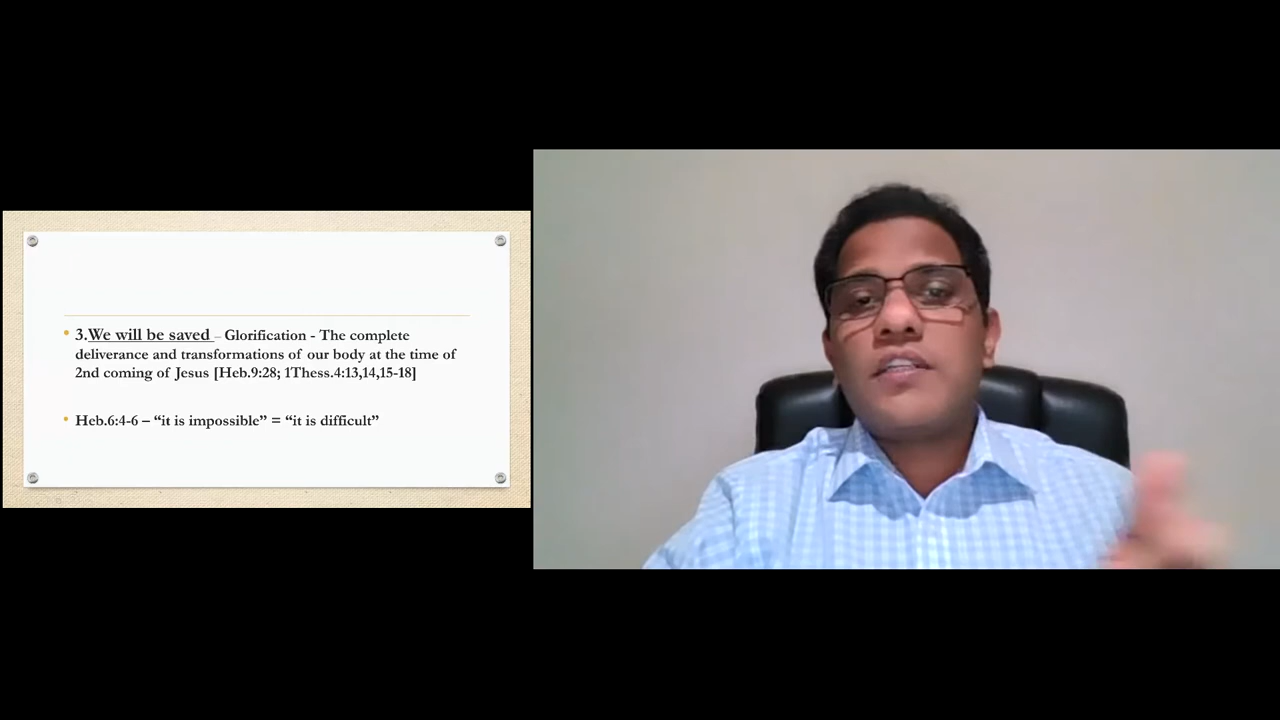 3.We will be saved – Glorification - The complete
deliverance and transformations of our body at the time of
2nd coming of Jesus [Heb.9:28; 1Thess.4:13,14,15-18]
Heb.6:4-6 – “it is impossible” = “it is difficult”